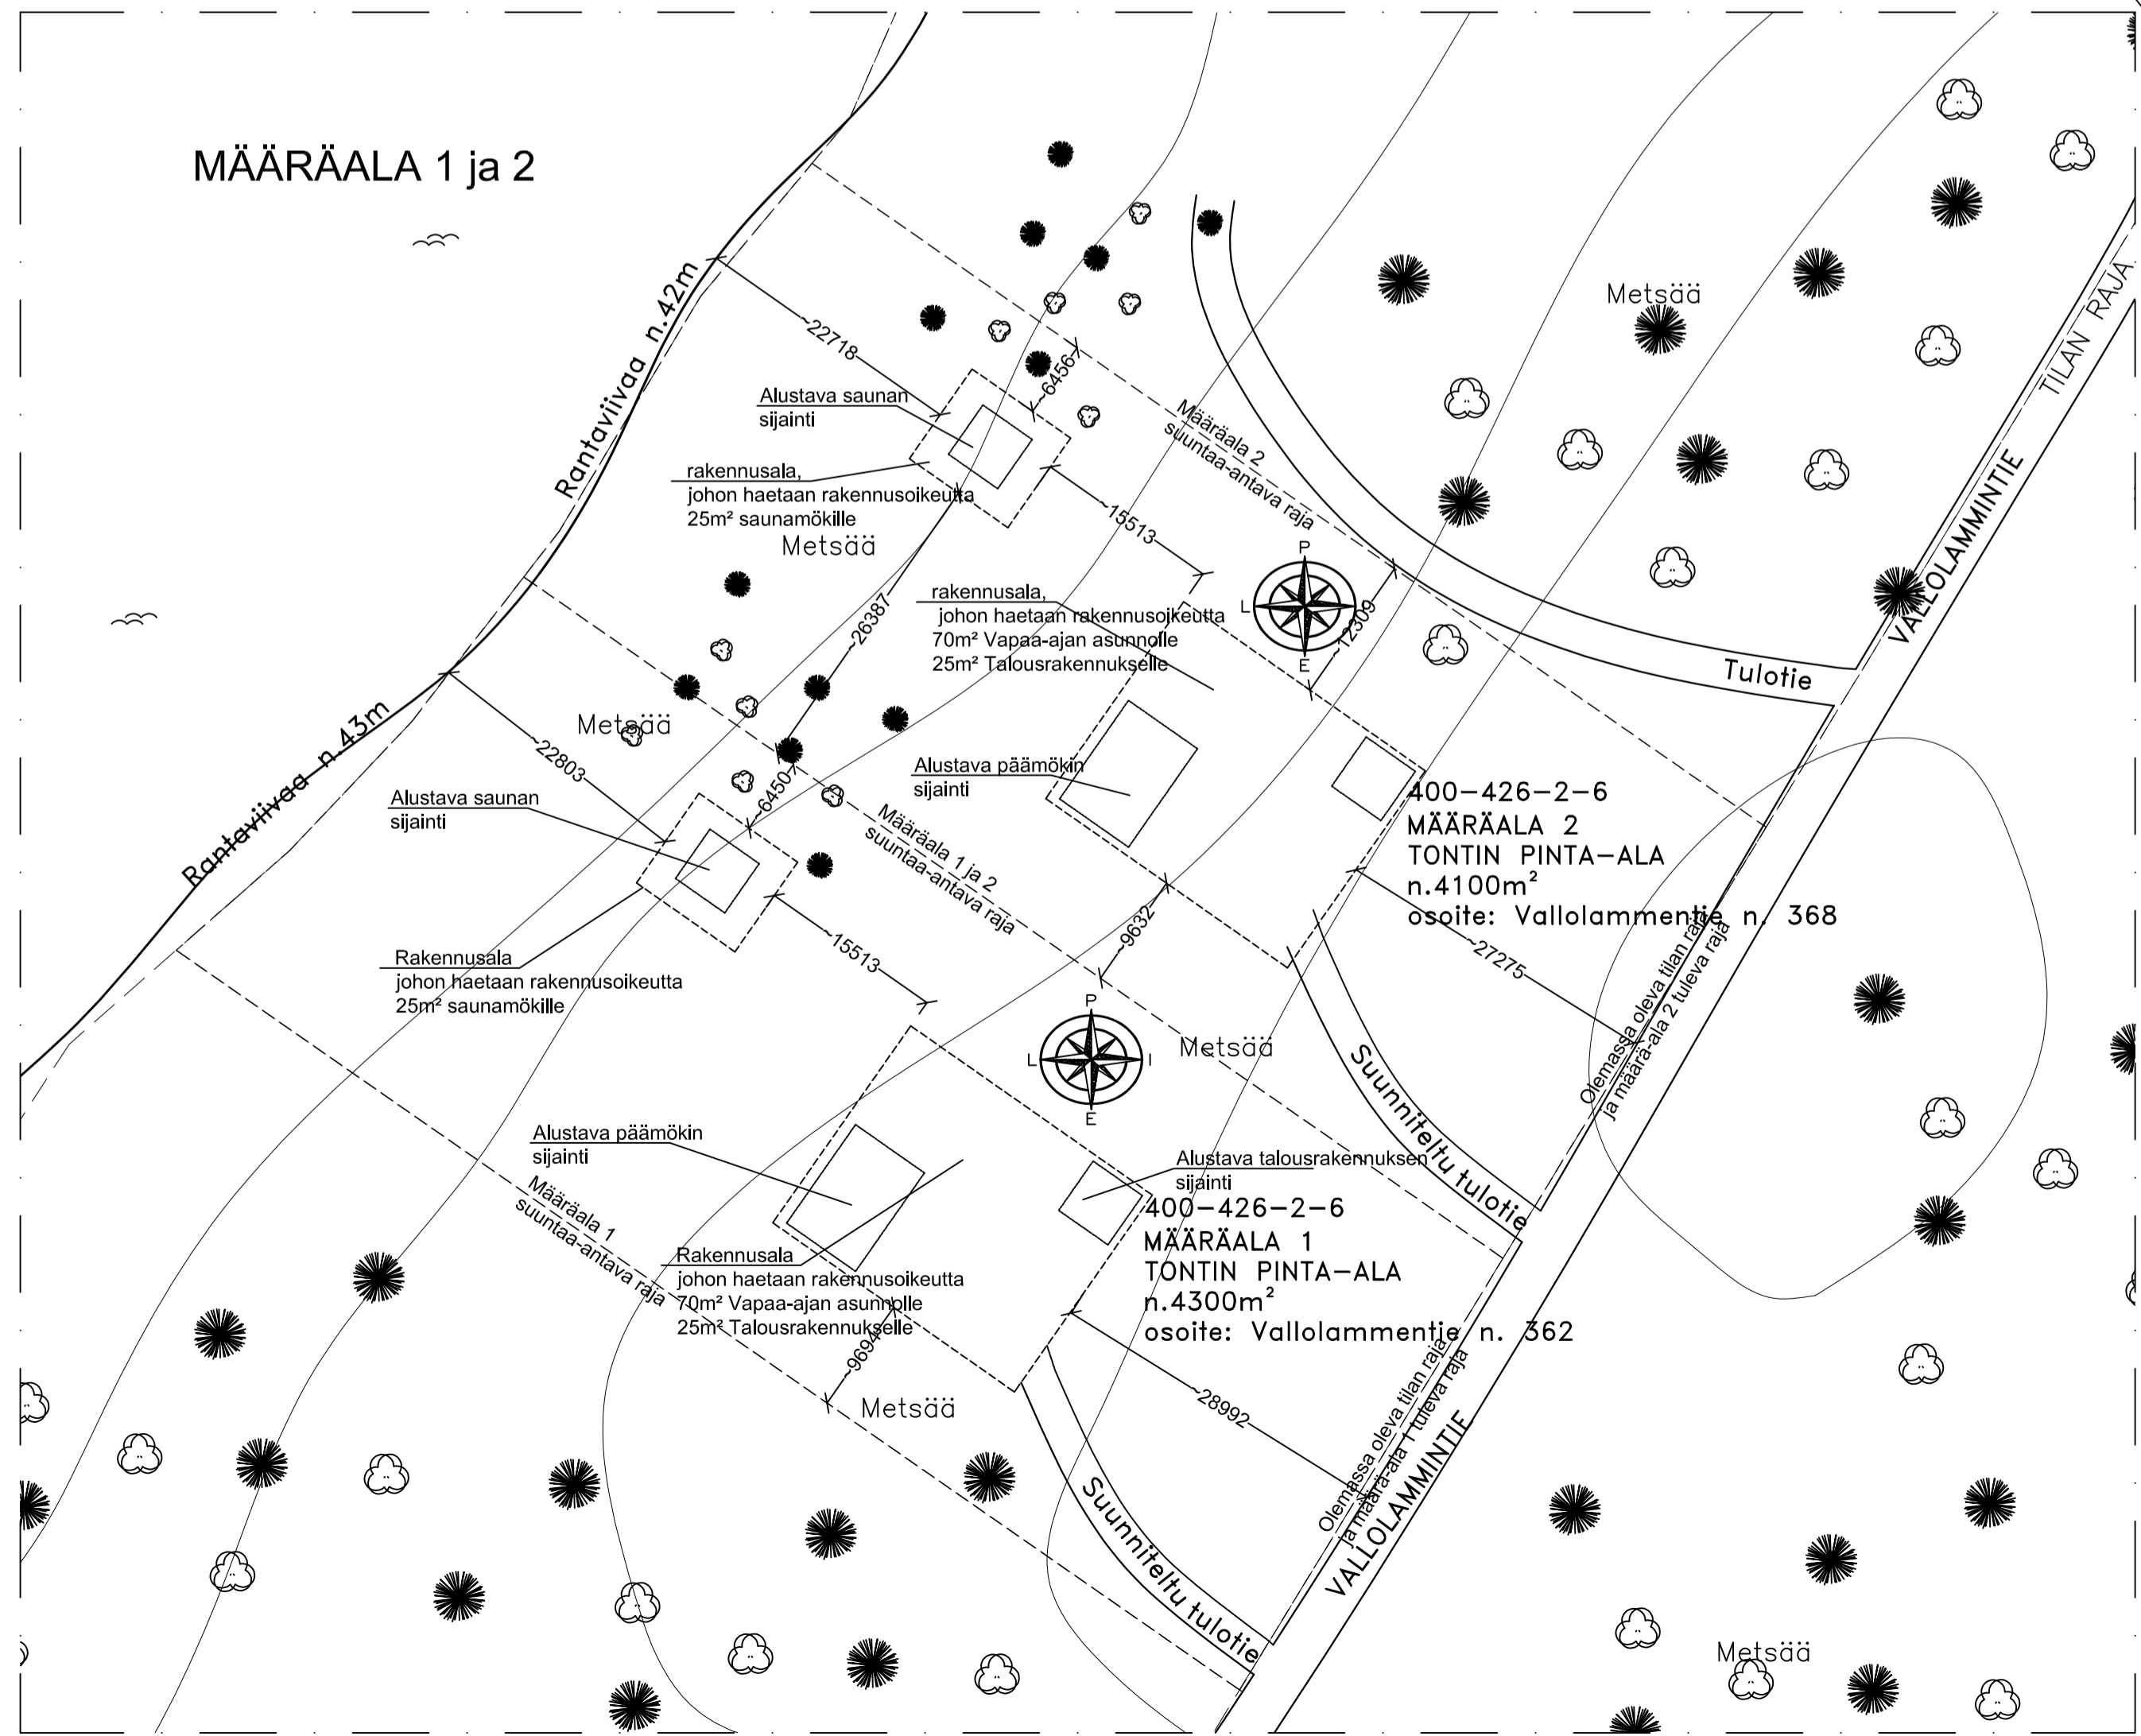 MÄÄRÄALA 1 ja 2
Rantaviivaa n.42m
~22718
~6456
Alustava saunan
sijainti
rakennusala,
johon haetaan rakennusoikeutta
25m² saunamökille
Metsää
Metsää
TILAN RAJA
VALLOLAMMINTIE
Määräala 2
suuntaa-antava raja
~15513
~26387
P
L
E
~12309
rakennusala,
johon haetaan rakennusoikeutta
70m² Vapaa-ajan asunnolle
25m² Talousrakennukselle
Tulotie
Rantaviivaa n.43m
Metsää
~22803
~6450
Alustava saunan
sijainti
Alustava päämökin
sijainti
Määräala 1 ja 2
suuntaa-antava raja
400-426-2-6
MÄÄRÄALA 2
TONTIN PINTA-ALA
n.4100m²
osoite: Vallolammentie n. 368
~9632
~27275
~15513
Rakennusala
johon haetaan rakennusoikeutta
25m² saunamökille
P
L
I
E
Metsää
Suunniteltu tulotie
Olemassa oleva tilan raja
ja määrä-ala 2 tuleva raja
Alustava päämökin
sijainti
Alustava talousrakennuksen
sijainti
Määräala 1
suuntaa-antava raja
Rakennusala
johon haetaan rakennusoikeutta
70m² Vapaa-ajan asunnolle
25m² Talousrakennukselle
400-426-2-6
MÄÄRÄALA 1
TONTIN PINTA-ALA
n.4300m²
osoite: Vallolammentie n. 362
~9694
Metsää
~28992
Olemassa oleva tilan raja
ja määrä-ala 1 tuleva raja
VALLOLAMMINTIE
Suunniteltu tulotie
Metsää